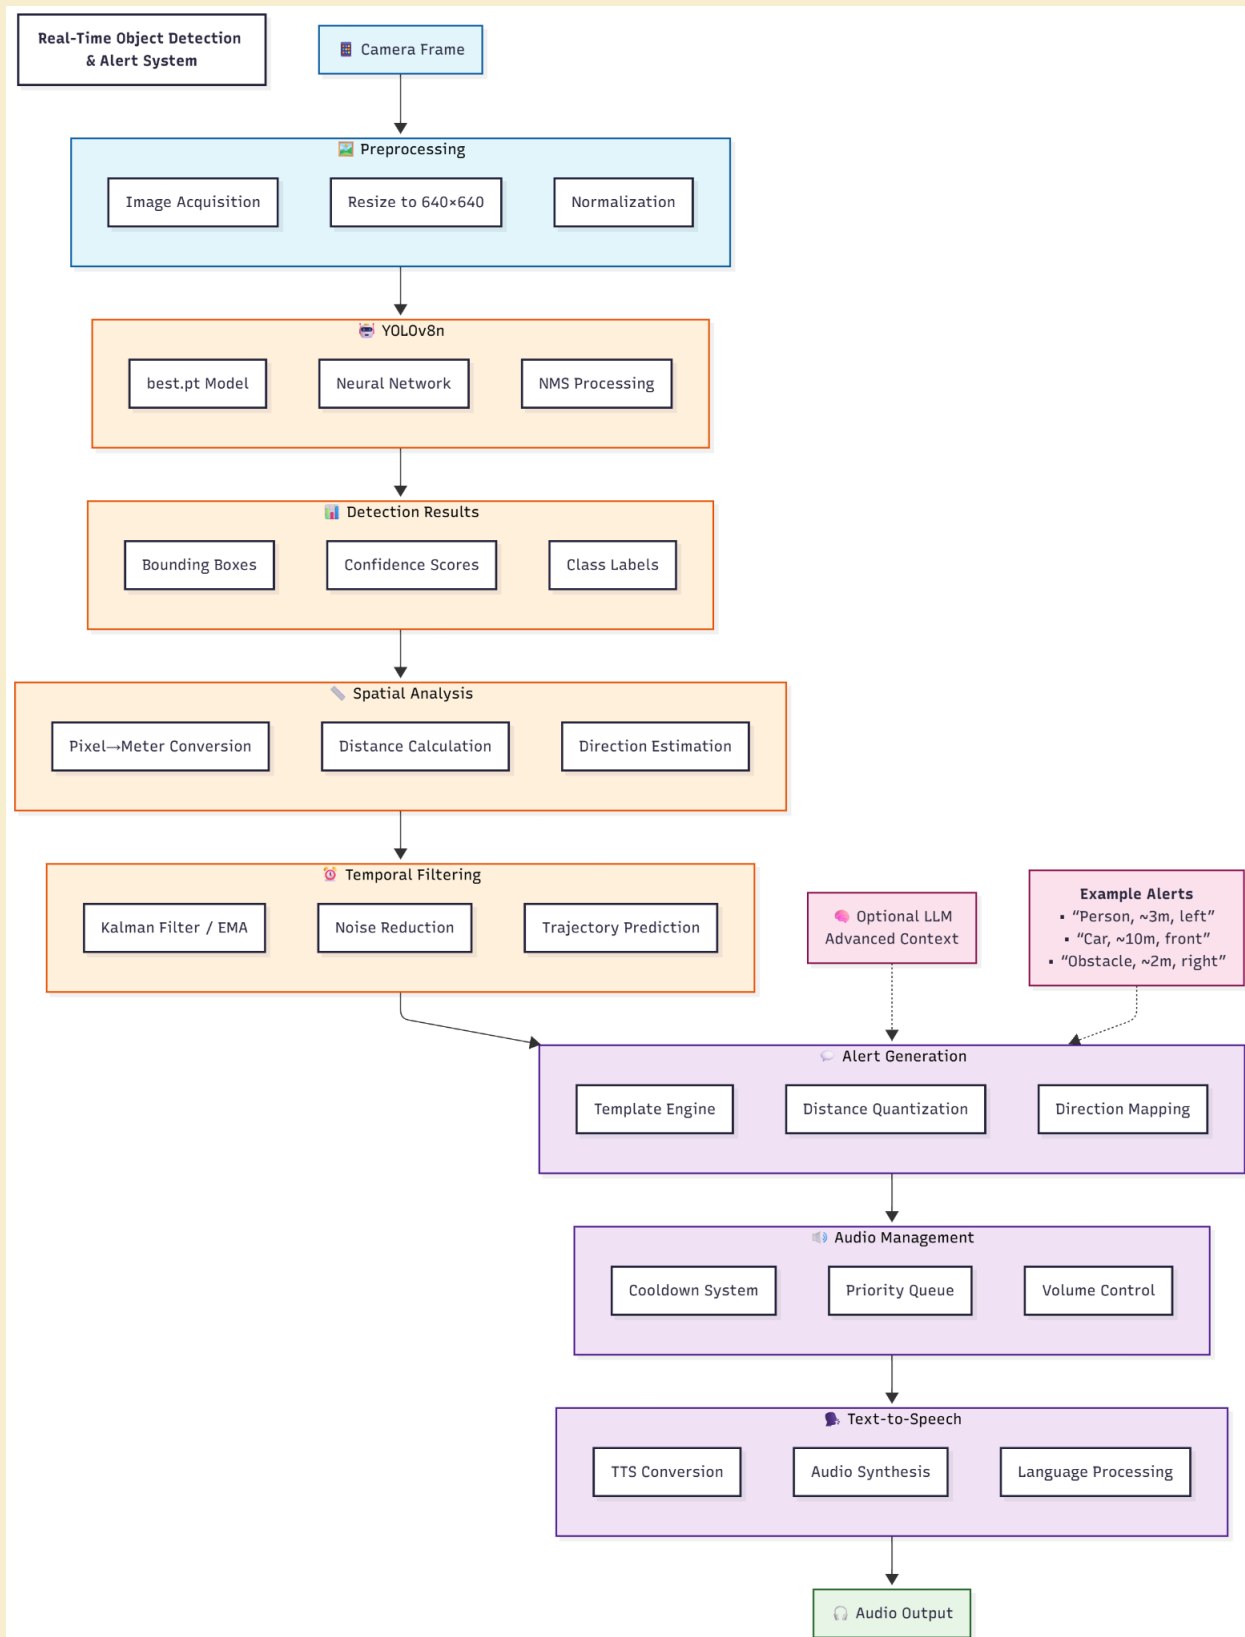 Real-Time Object Detection
& Alert System
Camera Frame
Preprocessing
Image Acquisition
Resize to 640×640
Normalization
YOLOv8n
best.pt Model
Neural Network
NMS Processing
Detection Results
Bounding Boxes
Confidence Scores
Class Labels
Spatial Analysis
Pixel→Meter Conversion
Distance Calculation
Direction Estimation
Temporal Filtering
Kalman Filter / EMA
Noise Reduction
Trajectory Prediction
Optional LLM
Advanced Context
Example Alerts
▪ “Person, ~3m, left”
▪ “Car, ~10m, front”
▪ “Obstacle, ~2m, right”
Alert Generation
Template Engine
Distance Quantization
Direction Mapping
Audio Management
Cooldown System
Priority Queue
Volume Control
Text-to-Speech
TTS Conversion
Audio Synthesis
Language Processing
Audio Output